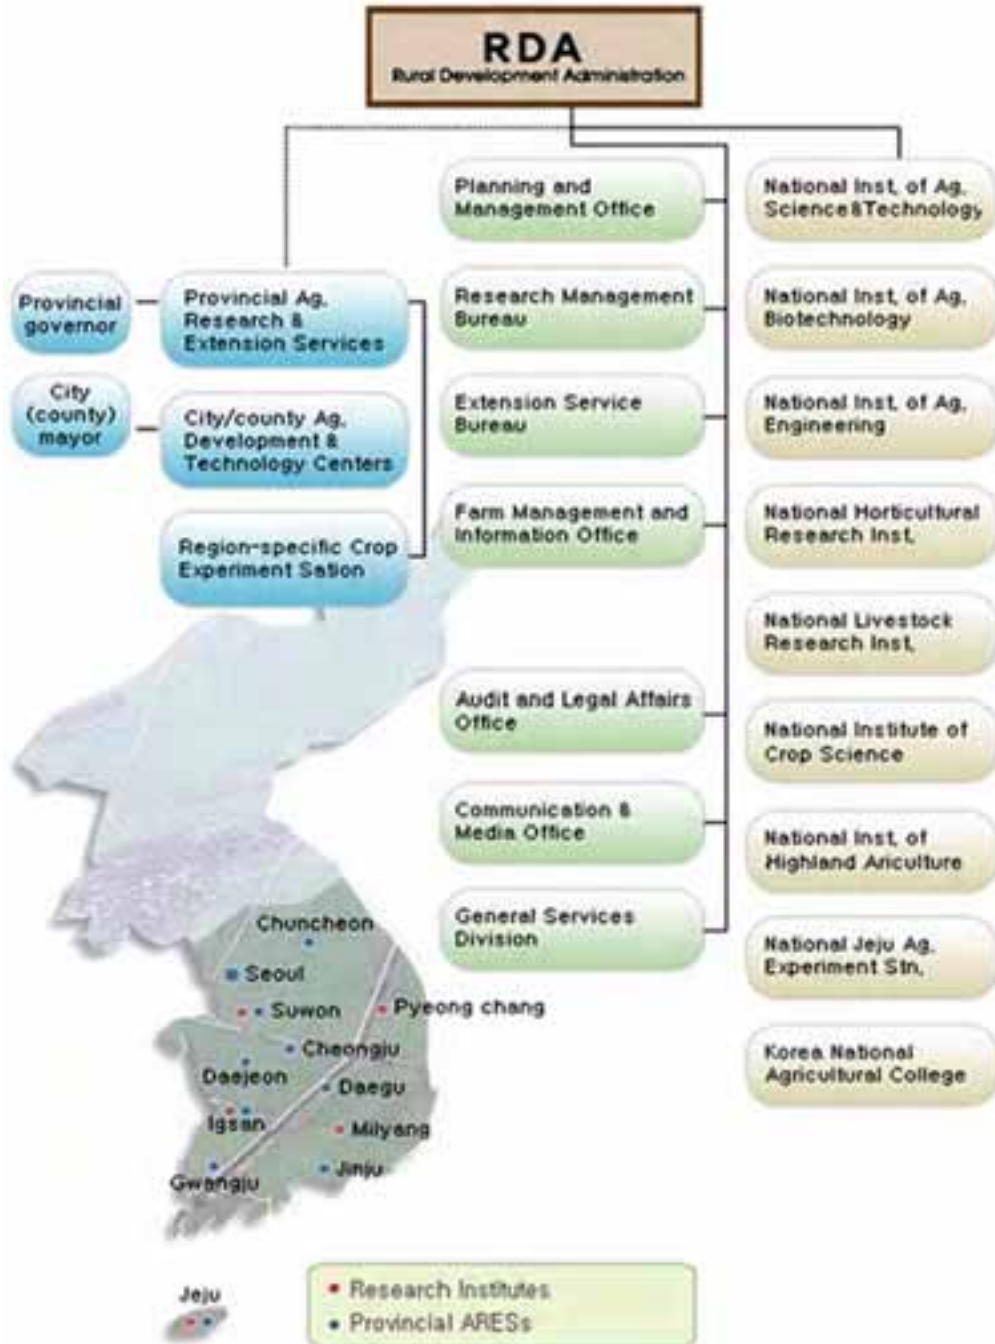 RDA
Rural Development Administration
Provincial
governor
Provincial Ag,
Research &
Extension Services
City
(county)
mayor
City/county Ag,
Development &
Technology Centers
Region-specific Crop
Experiment Sation
Planning and
Management Office
Research Management
Bureau
Extension Service
Bureau
Farm Management and
Information Office
Audit and Legal Affairs
Office
Communication &
Media Office
General Services
Division
National Inst, of Ag,
Science&Technology
National Inst, of Ag,
Biotechnology
National Inst, of Ag,
Engineering
National Horticultural
Research Inst,
National Livestock
Research Inst,
National Institute of
Crop Science
National Inst, of
Highland Ariculture
National Jeju Ag,
Experiment Stn,
Korea National
Agricultural College
Chuncheon
Seoul
Suwon
Pyeong chang
Cheongju
Daejeon
Daegu
Igsan
Milyang
Gwangju
Jinju
Jeju
Research Institutes
Provincial ARESs